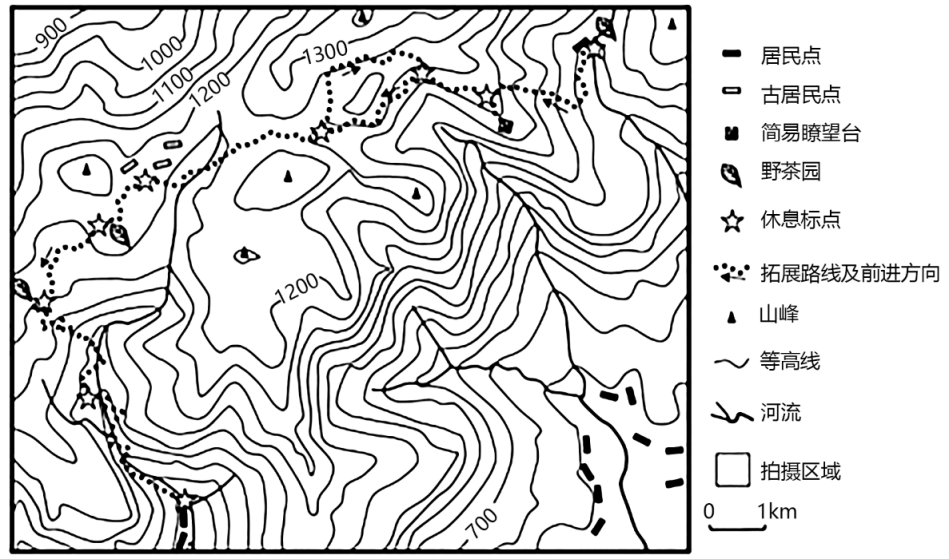 900
1000
1100
1200
1300
1200
700
居民点
古居民点
简易瞭望台
野茶园
休息标点
拓展路线及前进方向
山峰
等高线
河流
拍摄区域
0 1km